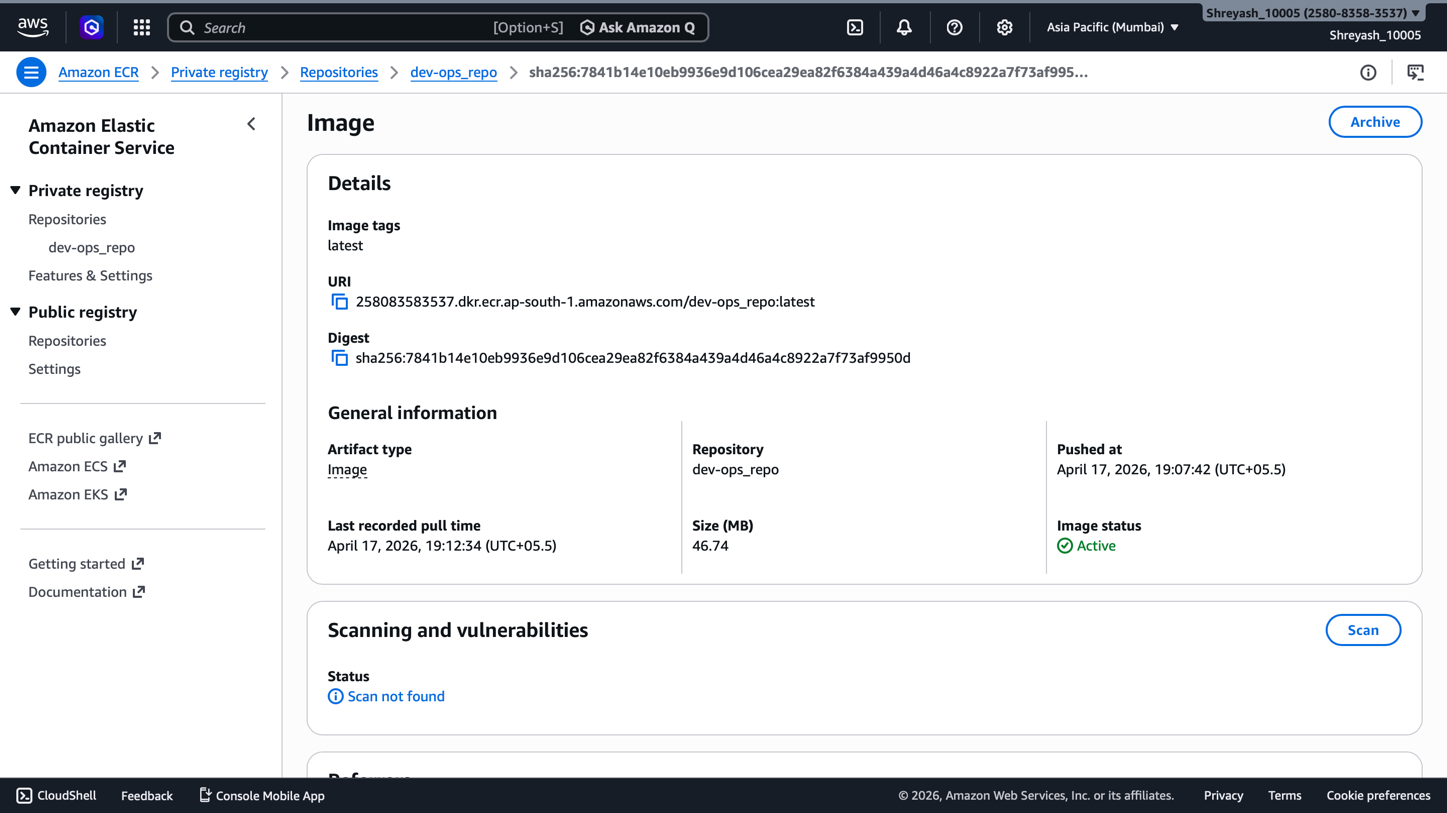 aws
Search [Option+S] Ask Amazon Q
Asia Pacific (Mumbai) ▼
Shreyash_10005 (2580-8358-3537) ▼
Shreyash_10005
Amazon ECR > Private registry > Repositories > dev-ops_repo > sha256:7841b14e10eb9936e9d106cea29ea82f6384a439a4d46a4c8922a7f73af995...
Amazon Elastic
Container Service
Private registry
Repositories
dev-ops_repo
Features & Settings
Public registry
Repositories
Settings
ECR public gallery
Amazon ECS
Amazon EKS
Getting started
Documentation
Image
Archive
Details
Image tags
latest
URI
258083583537.dkr.ecr.ap-south-1.amazonaws.com/dev-ops_repo:latest
Digest
sha256:7841b14e10eb9936e9d106cea29ea82f6384a439a4d46a4c8922a7f73af9950d
General information
Artifact type
Image
Repository
dev-ops_repo
Pushed at
April 17, 2026, 19:07:42 (UTC+05.5)
Last recorded pull time
April 17, 2026, 19:12:34 (UTC+05.5)
Size (MB)
46.74
Image status
Active
Scanning and vulnerabilities
Scan
Status
Scan not found
CloudShell Feedback Console Mobile App
© 2026, Amazon Web Services, Inc. or its affiliates. Privacy Terms Cookie preferences